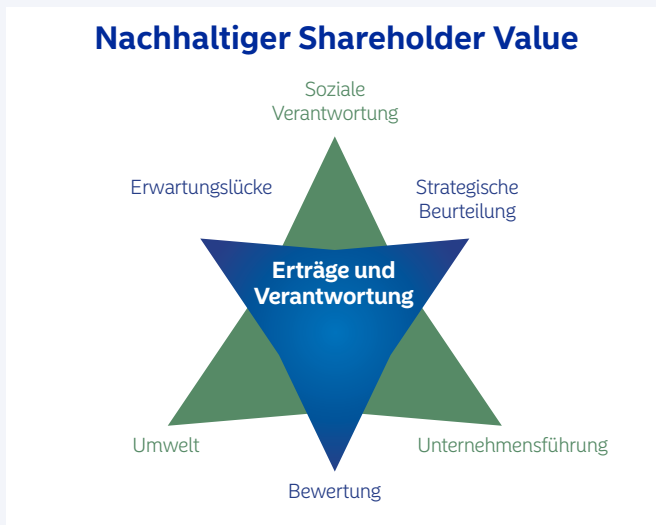 Nachhaltiger Shareholder Value
Soziale
Verantwortung
Erwartungslücke
Strategische
Beurteilung
Erträge und
Verantwortung
Umwelt
Unternehmensführung
Bewertung